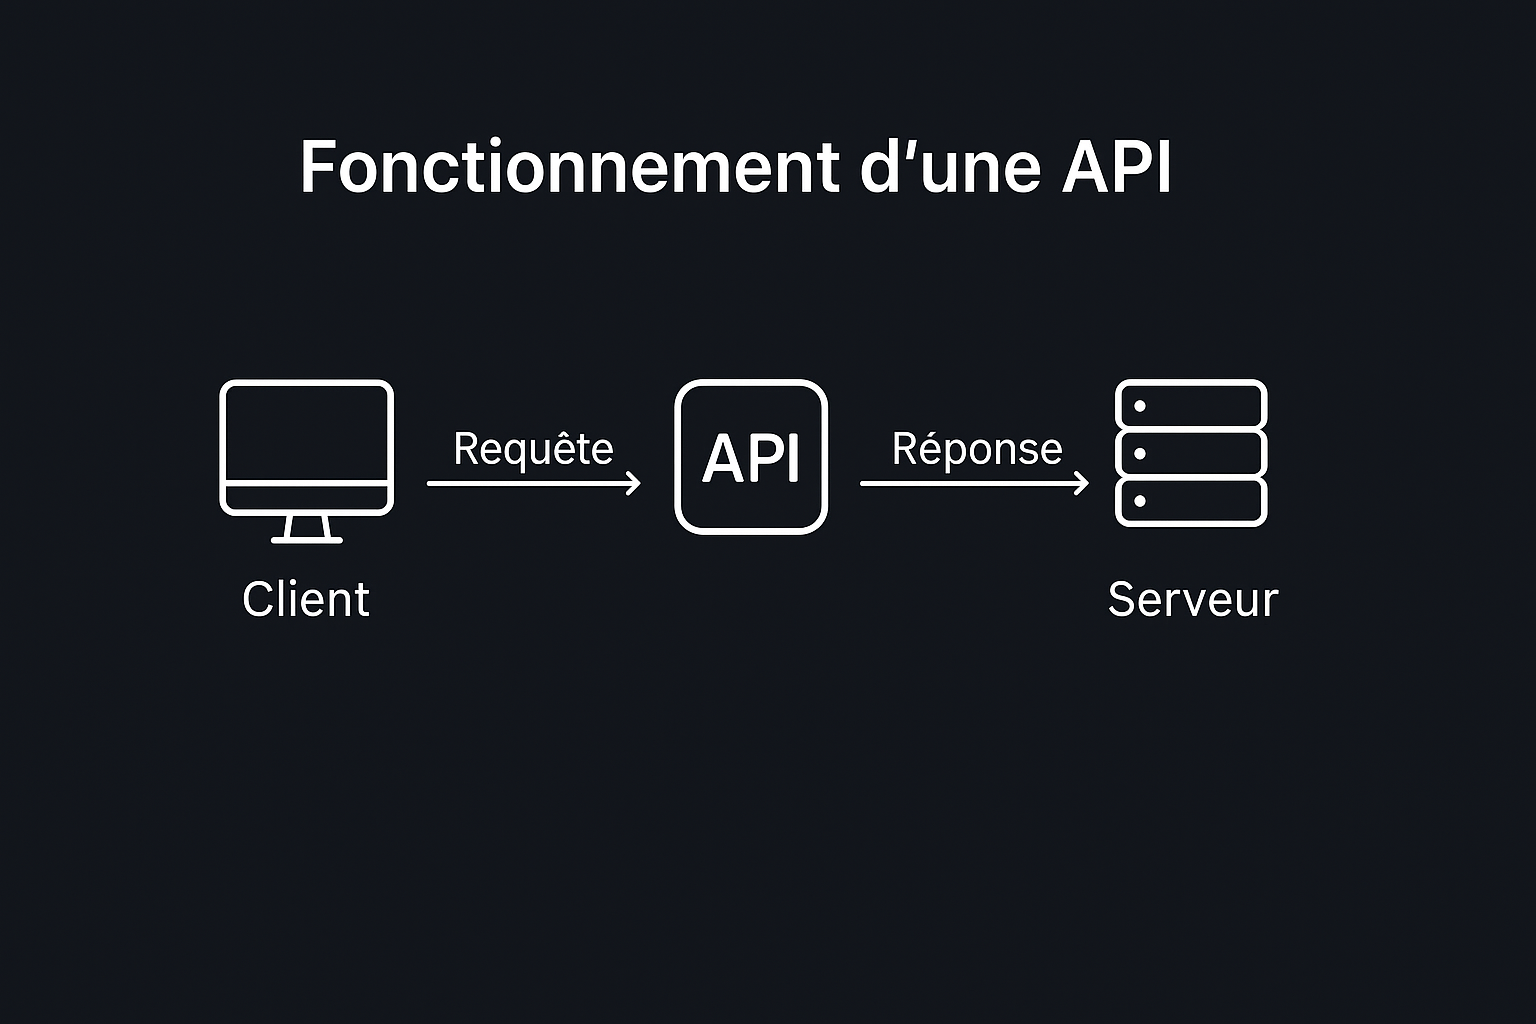 Fonctionnement d’une API
Requête
API
Réponse
Client
Serveur